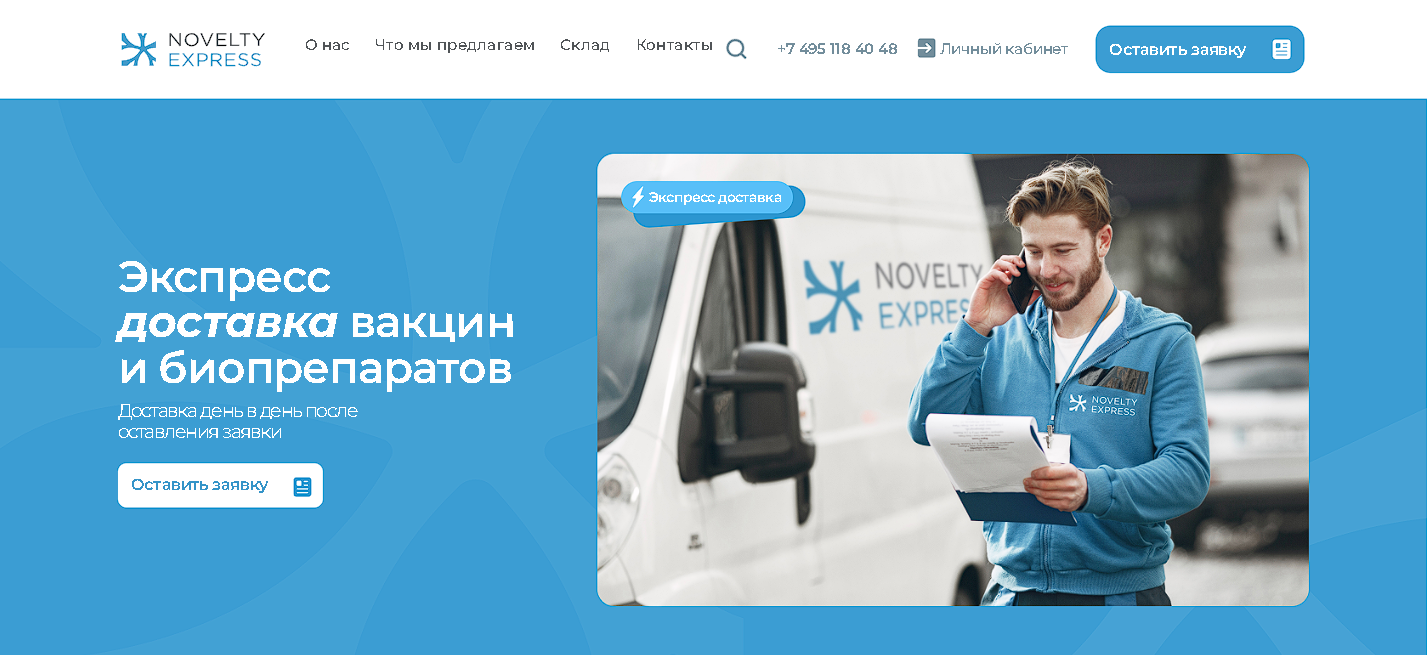 NOVELTY
EXPRESS
О нас
Что мы предлагаем
Склад
Контакты
+7 495 118 40 48
Личный кабинет
Оставить заявку
Экспресс
доставка вакцин
и биопрепаратов
Доставка день в день после
оставления заявки
Оставить заявку
Экспресс доставка
NOVELTY
EXPRESS
NOVELTY
EXPRESS